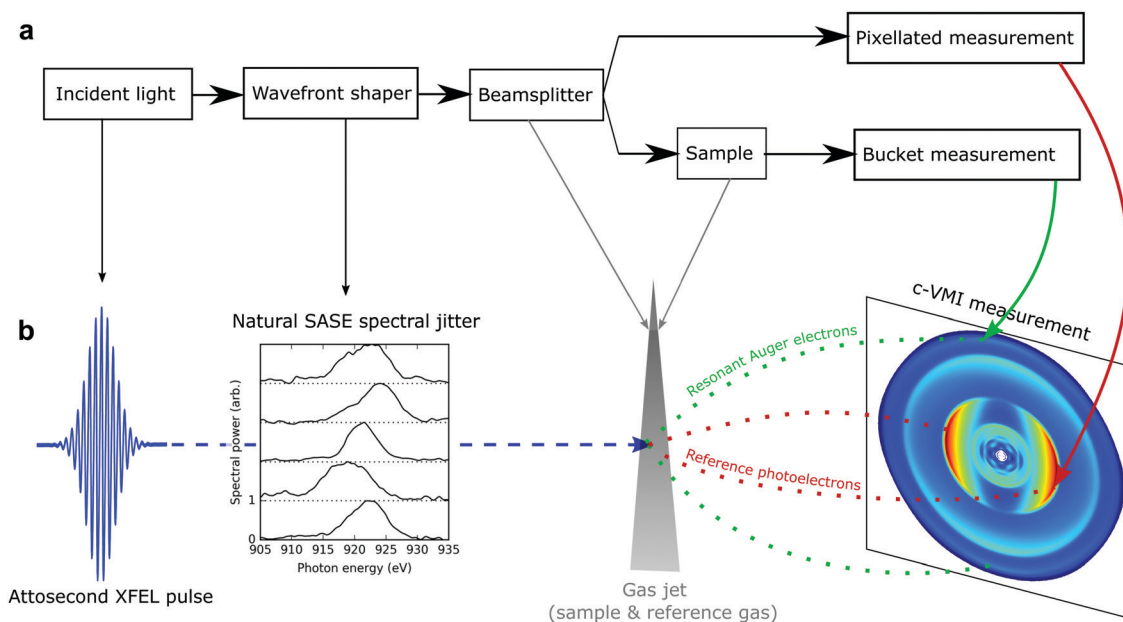 a
Pixellated measurement
Incident light
Wavefront shaper
Beamsplitter
Sample
Bucket measurement
b
Natural SASE spectral jitter
c-VMI measurement
Resonant Auger electrons
Reference photoelectrons
Spectral power (arb.)
1
0
905 910 915 920 925 930 935
Photon energy (eV)
Attosecond XFEL pulse
Gas jet
(sample & reference gas)